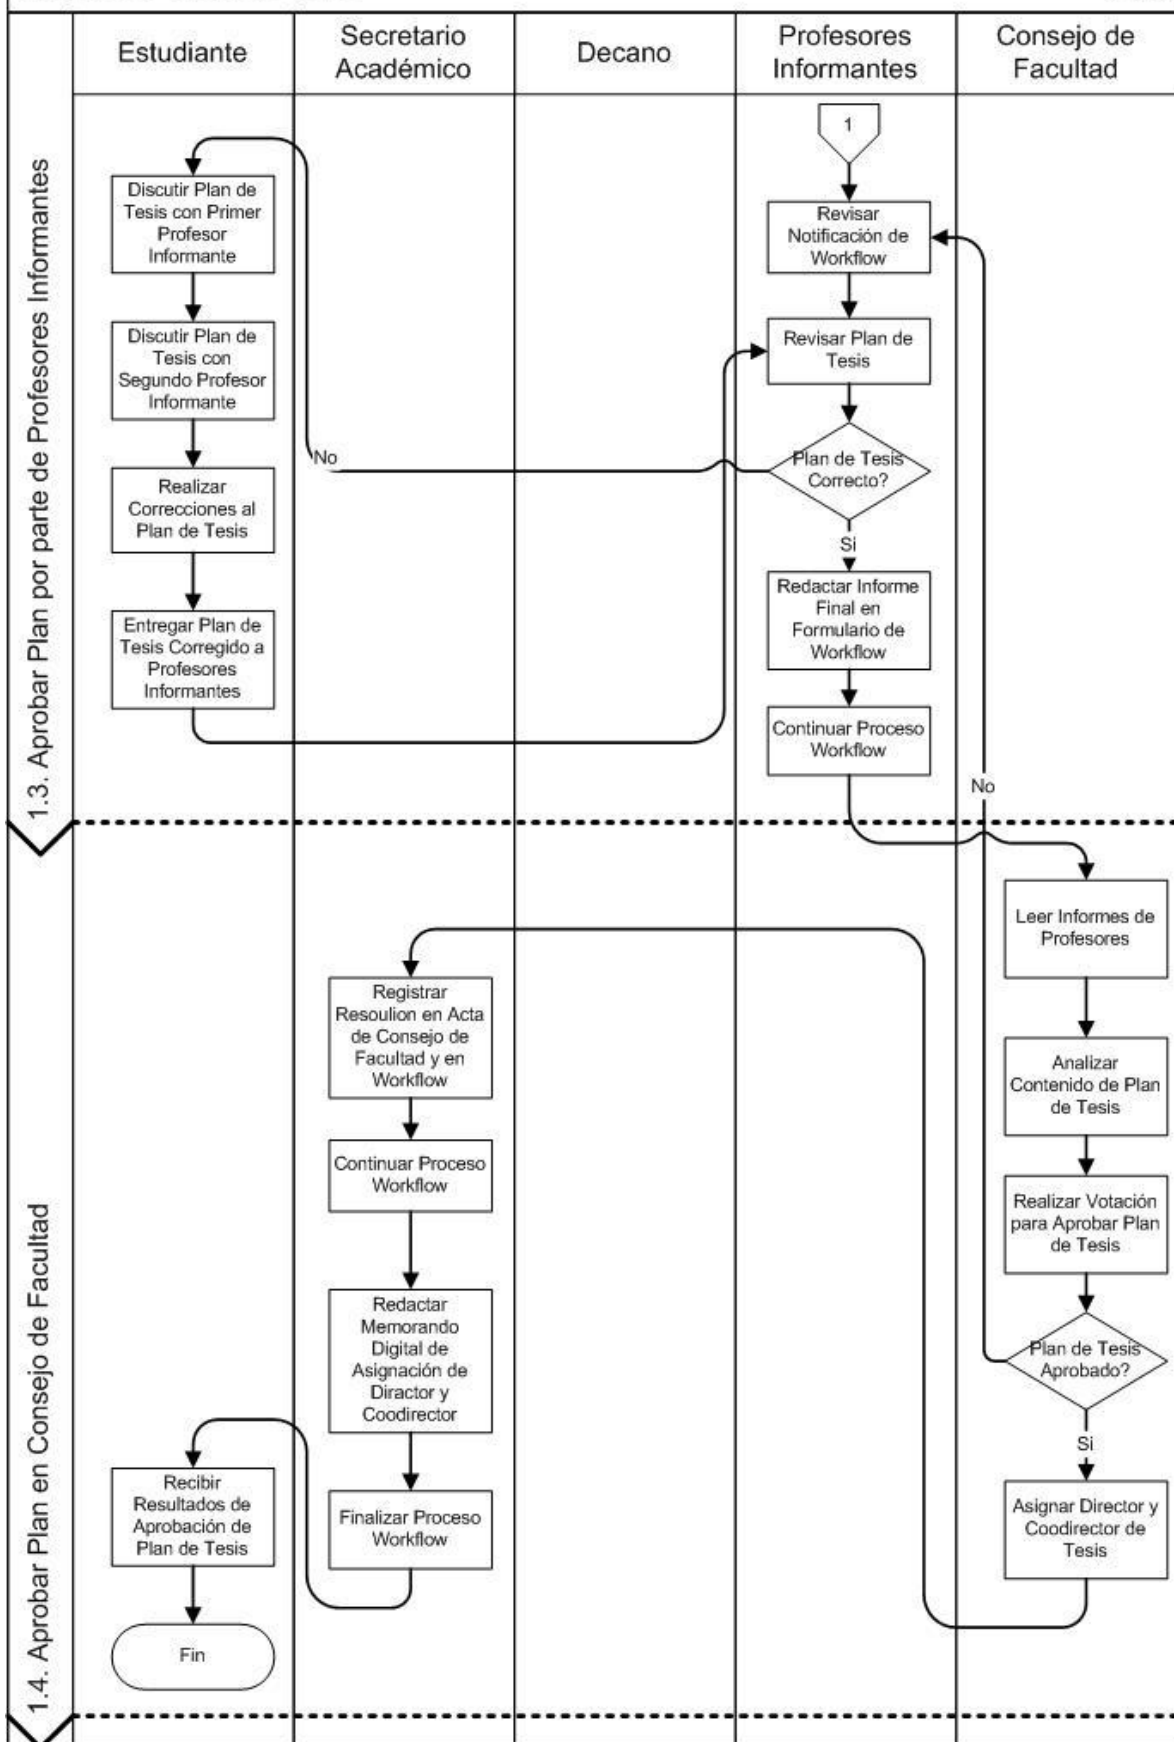 Estudiante
Secretario
Académico
Decano
Profesores
Informantes
Consejo de
Facultad
1.3. Aprobar Plan por parte de Profesores Informantes
1
Discutir Plan de
Tesis con Primer
Profesor
Informante
Revisar
Notificación de
Workflow
Discutir Plan de
Tesis con
Segundo Profesor
Informante
Revisar Plan de
Tesis
No
Plan de Tesis
Correcto?
Realizar
Correcciones al
Plan de Tesis
Si
Redactar Informe
Final en
Formulario de
Workflow
Entregar Plan de
Tesis Corregido a
Profesores
Informantes
Continuar Proceso
Workflow
No
1.4. Aprobar Plan en Consejo de Facultad
Leer Informes de
Profesores
Registrar
Resoulion en Acta
de Consejo de
Facultad y en
Workflow
Analizar
Contenido de Plan
de Tesis
Continuar Proceso
Workflow
Realizar Votación
para Aprobar Plan
de Tesis
Redactar
Memorando
Digital de
Asignación de
Diractor y
Coodirector
Plan de Tesis
Aprobado?
Si
Recibir
Resultados de
Aprobación de
Plan de Tesis
Finalizar Proceso
Workflow
Asignar Director y
Coodirector de
Tesis
Fin